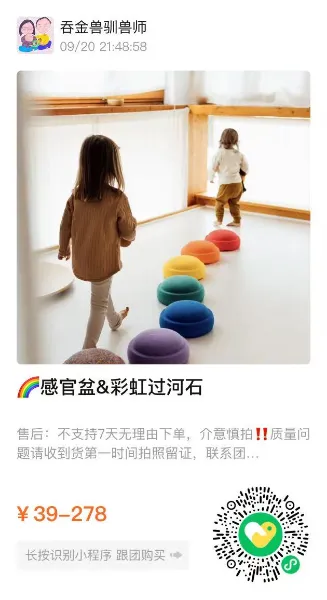 吞金兽驯兽师
09/20 21:48:58
🌈感官盆&彩虹过河石
售后：不支持7天无理由下单，介意慎拍‼️质量问
题请收到货第一时间拍照留证，联系团...
¥39-278
长按识别小程序 跟团购买